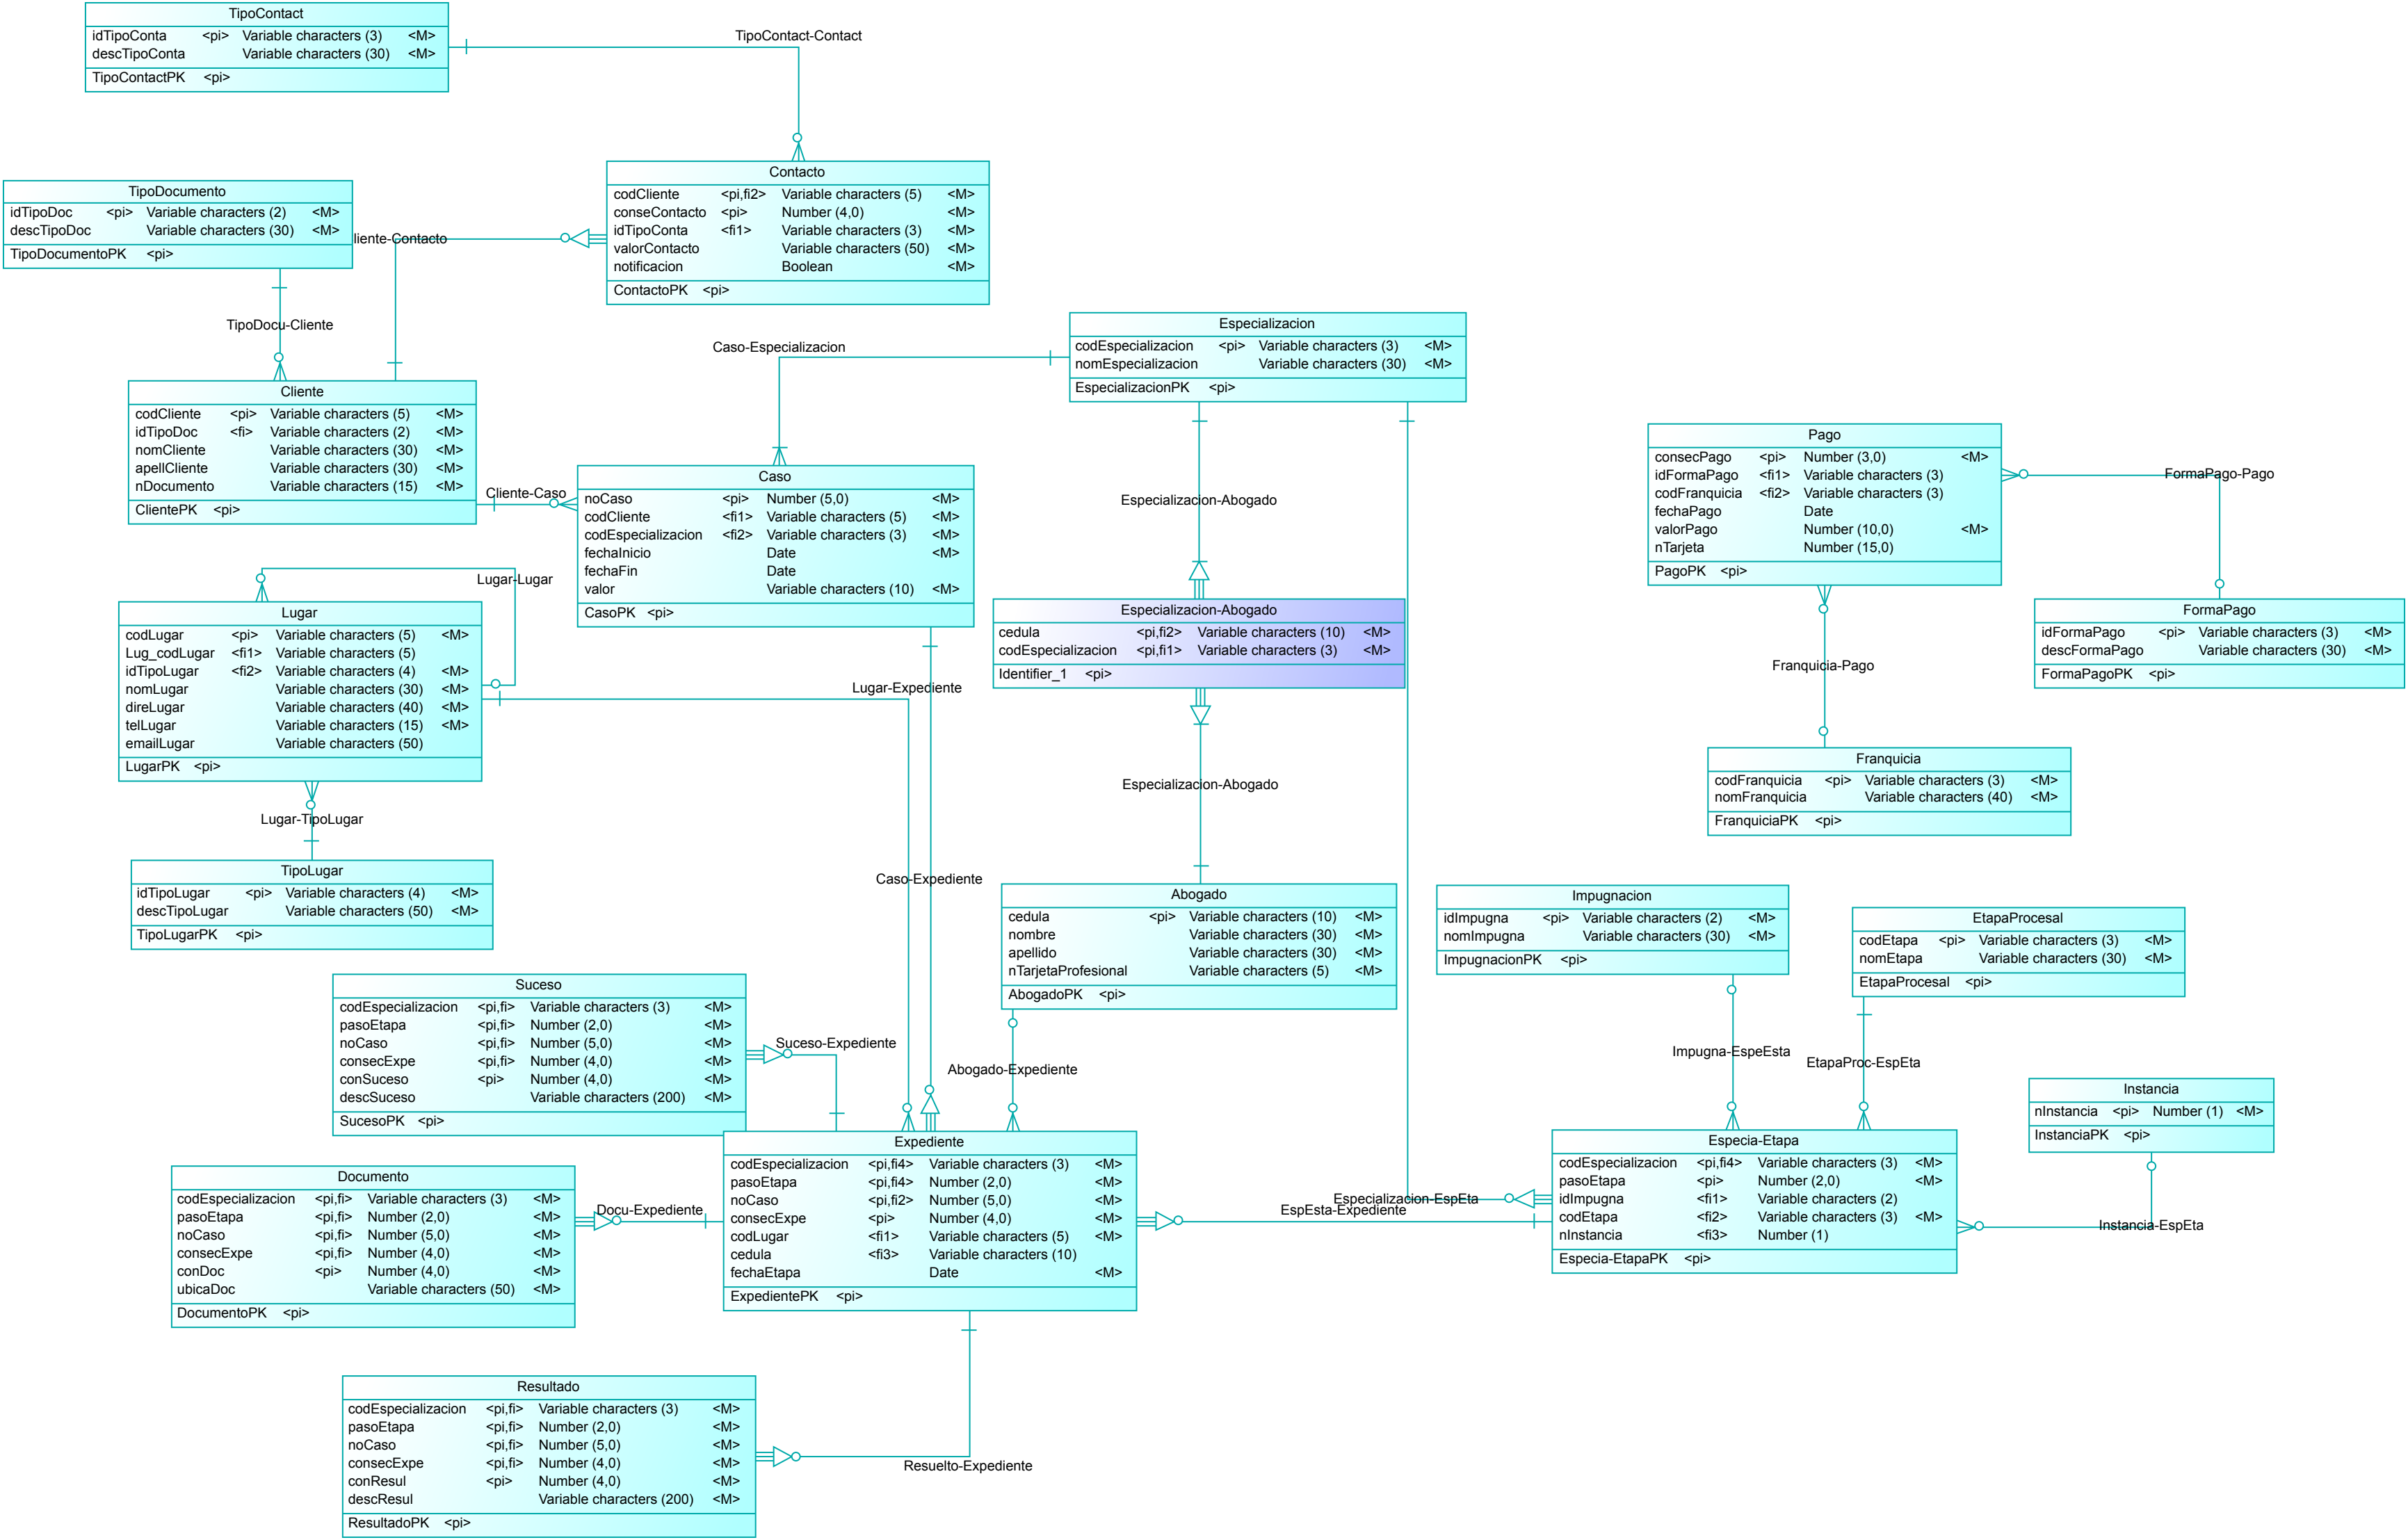 TipoContact
idTipoConta <pi> Variable characters (3) <M>
descTipoConta Variable characters (30) <M>
TipoContactPK <pi>
TipoContact-Contact
Contacto
codCliente <pi,fi2> Variable characters (5) <M>
conseContacto <pi> Number (4,0) <M>
idTipoConta <fi1> Variable characters (3) <M>
valorContacto Variable characters (50) <M>
notificacion Boolean <M>
ContactoPK <pi>
TipoDocumento
idTipoDoc <pi> Variable characters (2) <M>
descTipoDoc Variable characters (30) <M>
TipoDocumentoPK <pi>
liente-Contacto
TipoDocu-Cliente
Cliente
codCliente <pi> Variable characters (5) <M>
idTipoDoc <fi> Variable characters (2) <M>
nomCliente Variable characters (30) <M>
apellCliente Variable characters (30) <M>
nDocumento Variable characters (15) <M>
ClientePK <pi>
Caso-Especializacion
Especializacion
codEspecializacion <pi> Variable characters (3) <M>
nomEspecializacion Variable characters (30) <M>
EspecializacionPK <pi>
Cliente-Caso
Caso
noCaso <pi> Number (5,0) <M>
codCliente <fi1> Variable characters (5) <M>
codEspecializacion <fi2> Variable characters (3) <M>
fechaInicio Date <M>
fechaFin Date
valor Variable characters (10) <M>
CasoPK <pi>
Especializacion-Abogado
Pago
consecPago <pi> Number (3,0) <M>
idFormaPago <fi1> Variable characters (3)
codFranquicia <fi2> Variable characters (3)
fechaPago Date
valorPago Number (10,0) <M>
nTarjeta Number (15,0)
PagoPK <pi>
FormaPago-Pago
Lugar-Lugar
Lugar
codLugar <pi> Variable characters (5) <M>
Lug_codLugar <fi1> Variable characters (5)
idTipoLugar <fi2> Variable characters (4) <M>
nomLugar Variable characters (30) <M>
direLugar Variable characters (40) <M>
telLugar Variable characters (15) <M>
emailLugar Variable characters (50)
LugarPK <pi>
Especializacion-Abogado
cedula <pi,fi2> Variable characters (10) <M>
codEspecializacion <pi,fi1> Variable characters (3) <M>
Identifier_1 <pi>
FormaPago
idFormaPago <pi> Variable characters (3) <M>
descFormaPago Variable characters (30) <M>
FormaPagoPK <pi>
Franquicia-Pago
Lugar-Expediente
Franquicia
codFranquicia <pi> Variable characters (3) <M>
nomFranquicia Variable characters (40) <M>
FranquiciaPK <pi>
Especializacion-Abogado
Lugar-TipoLugar
TipoLugar
idTipoLugar <pi> Variable characters (4) <M>
descTipoLugar Variable characters (50) <M>
TipoLugarPK <pi>
Caso-Expediente
Abogado
cedula <pi> Variable characters (10) <M>
nombre Variable characters (30) <M>
apellido Variable characters (30) <M>
nTarjetaProfesional Variable characters (5) <M>
AbogadoPK <pi>
Impugnacion
idImpugna <pi> Variable characters (2) <M>
nomImpugna Variable characters (30) <M>
ImpugnacionPK <pi>
EtapaProcesal
codEtapa <pi> Variable characters (3) <M>
nomEtapa Variable characters (30) <M>
EtapaProcesal <pi>
Suceso
codEspecializacion <pi,fi> Variable characters (3) <M>
pasoEtapa <pi,fi> Number (2,0) <M>
noCaso <pi,fi> Number (5,0) <M>
consecExpe <pi,fi> Number (4,0) <M>
conSuceso <pi> Number (4,0) <M>
descSuceso Variable characters (200) <M>
SucesoPK <pi>
Suceso-Expediente
Abogado-Expediente
Impugna-EspeEsta
EtapaProc-EspEta
Instancia
nInstancia <pi> Number (1) <M>
InstanciaPK <pi>
Expediente
codEspecializacion <pi,fi4> Variable characters (3) <M>
pasoEtapa <pi,fi4> Number (2,0) <M>
noCaso <pi,fi2> Number (5,0) <M>
consecExpe <pi> Number (4,0) <M>
codLugar <fi1> Variable characters (5) <M>
cedula <fi3> Variable characters (10)
fechaEtapa Date <M>
ExpedientePK <pi>
Especia-Etapa
codEspecializacion <pi,fi4> Variable characters (3) <M>
pasoEtapa <pi> Number (2,0) <M>
idImpugna <fi1> Variable characters (2)
codEtapa <fi2> Variable characters (3) <M>
nInstancia <fi3> Number (1)
Especia-EtapaPK <pi>
Documento
codEspecializacion <pi,fi> Variable characters (3) <M>
pasoEtapa <pi,fi> Number (2,0) <M>
noCaso <pi,fi> Number (5,0) <M>
consecExpe <pi,fi> Number (4,0) <M>
conDoc <pi> Number (4,0) <M>
ubicaDoc Variable characters (50) <M>
DocumentoPK <pi>
Docu-Expediente
Especializacion-EspEta
EspEsta-Expediente
Instancia-EspEta
Resultado
codEspecializacion <pi,fi> Variable characters (3) <M>
pasoEtapa <pi,fi> Number (2,0) <M>
noCaso <pi,fi> Number (5,0) <M>
consecExpe <pi,fi> Number (4,0) <M>
conResul <pi> Number (4,0) <M>
descResul Variable characters (200) <M>
ResultadoPK <pi>
Resuelto-Expediente